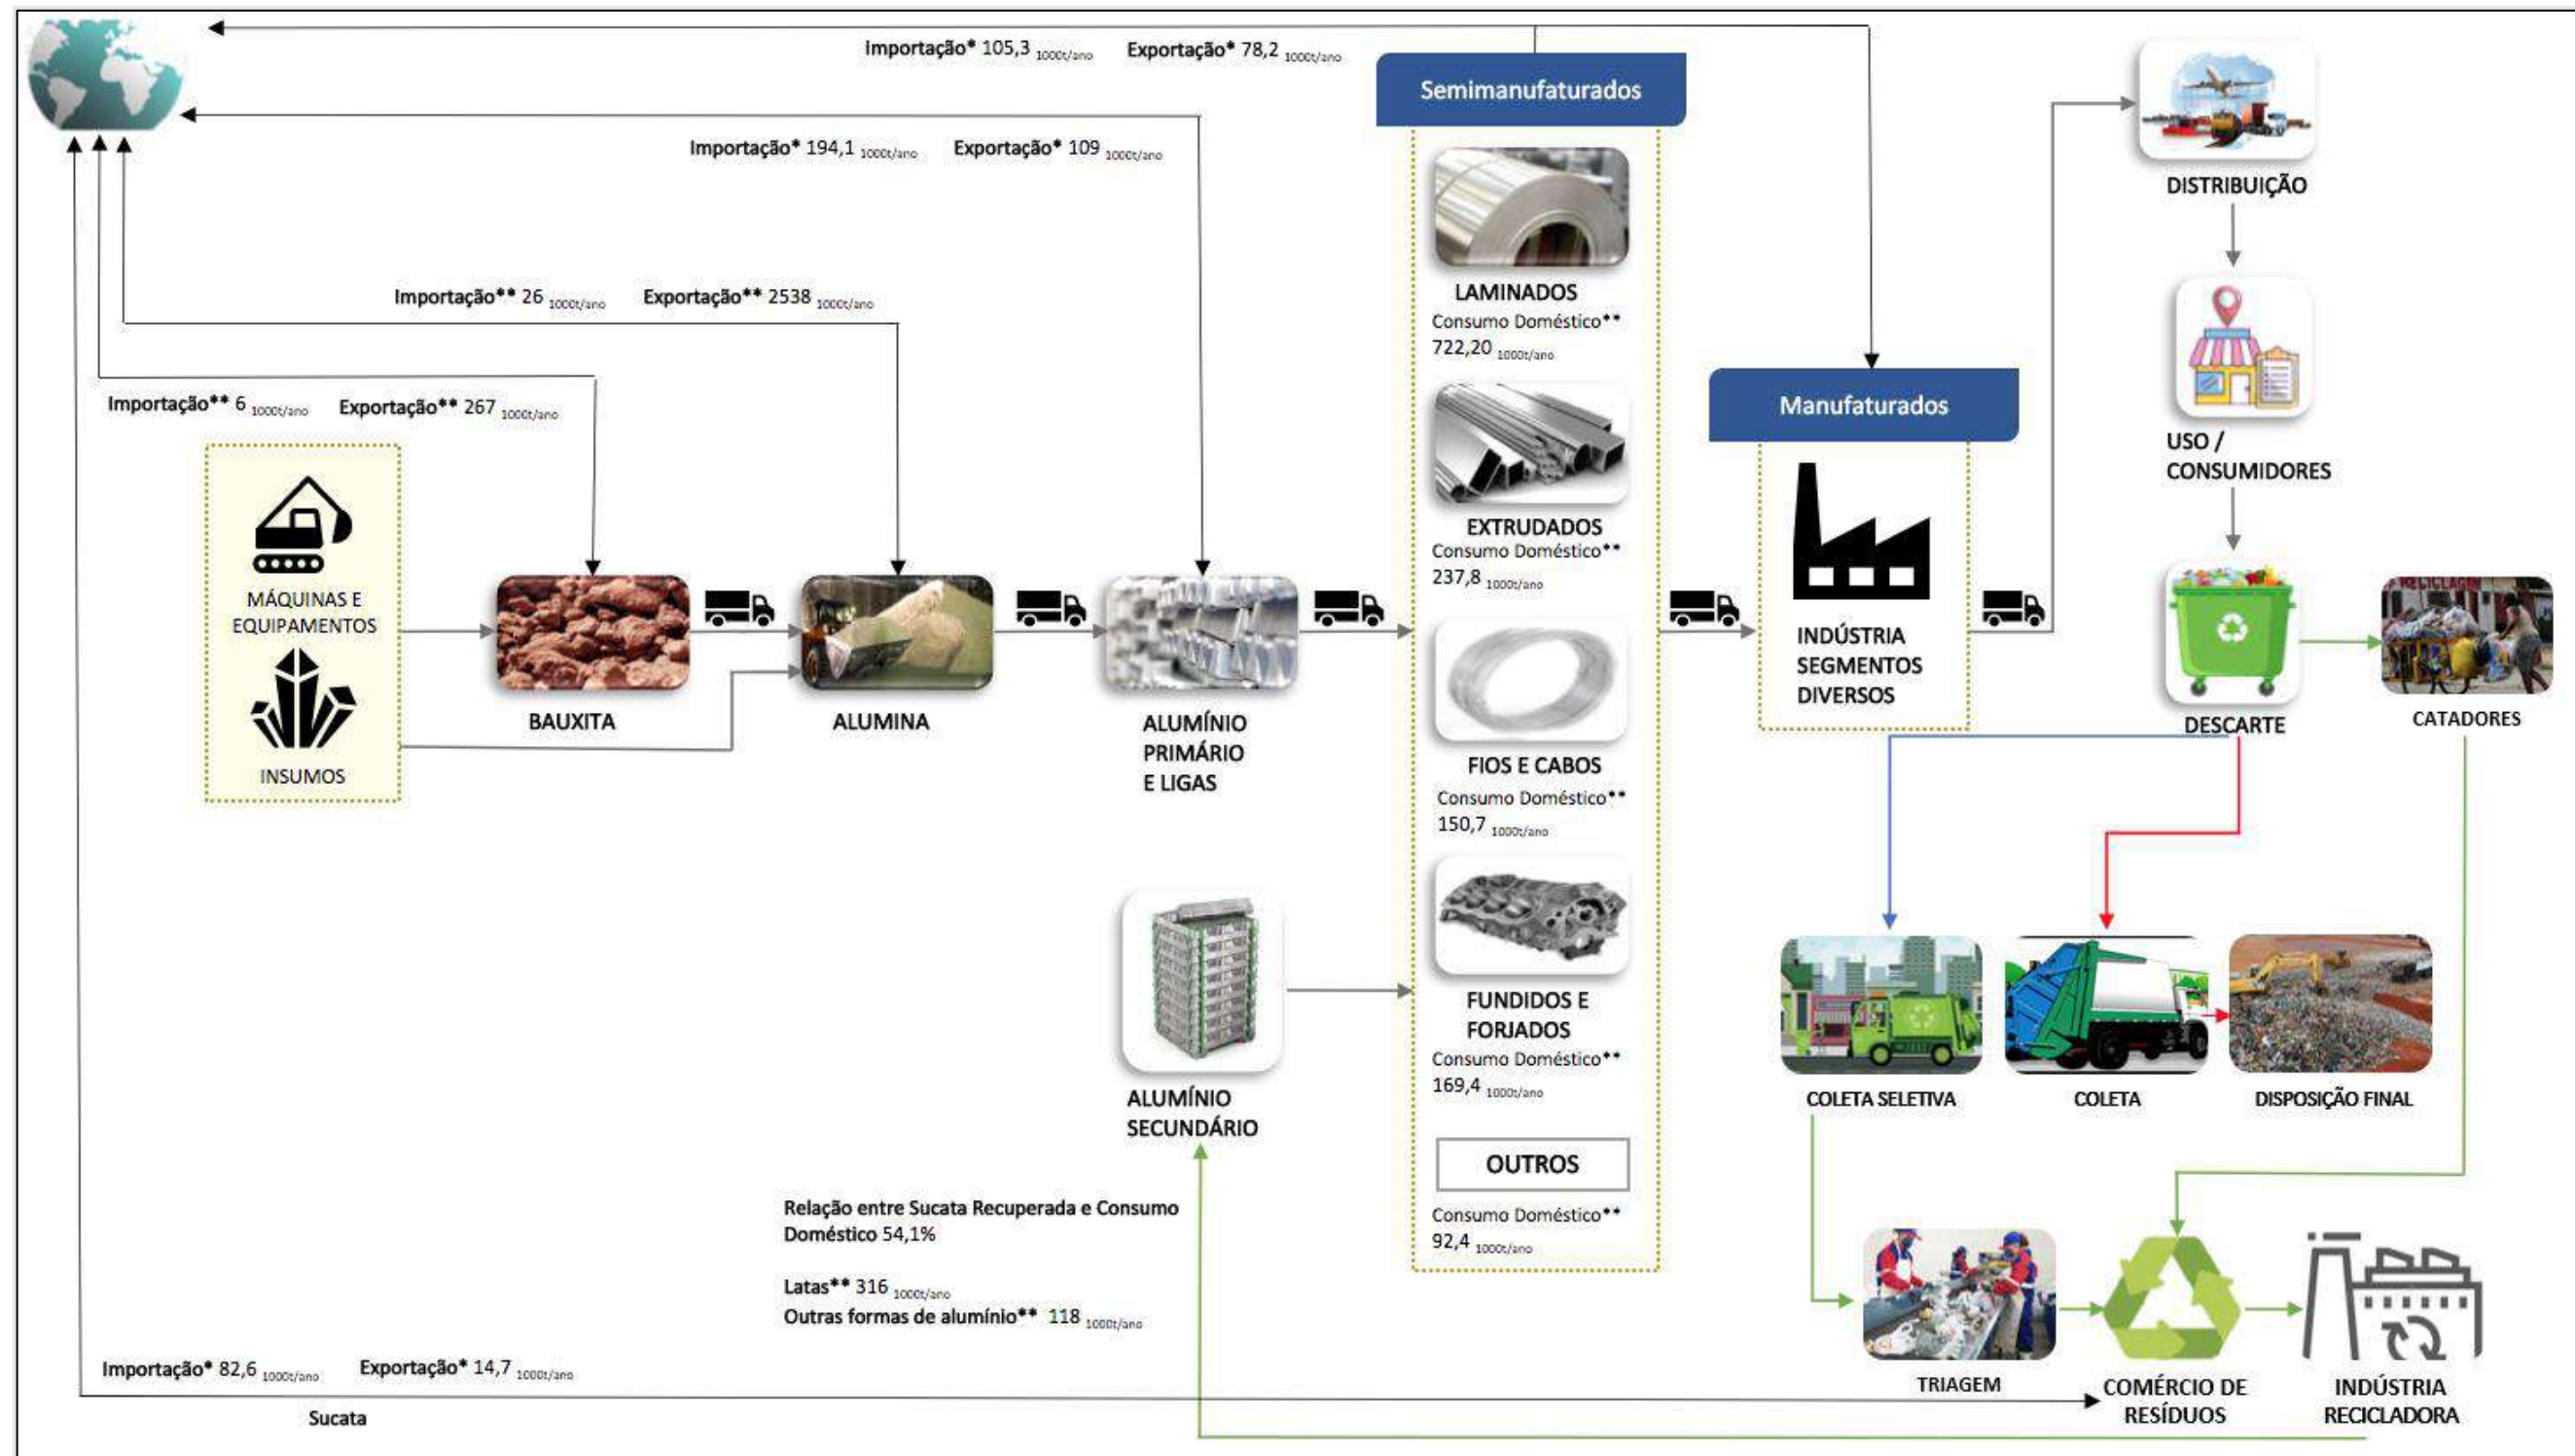 Importação* 105,3 1000t/ano Exportação* 78,2 1000t/ano
Semimanufaturados
Importação* 194,1 1000t/ano Exportação* 109 1000t/ano
DISTRIBUIÇÃO
Importação** 26 1000t/ano Exportação** 2538 1000t/ano
LAMINADOS
Consumo Doméstico**
722,20 1000t/ano
Importação** 6 1000t/ano Exportação** 267 1000t/ano
Manufaturados
USO /
CONSUMIDORES
EXTRUDADOS
Consumo Doméstico**
237,8 1000t/ano
MÁQUINAS E
EQUIPAMENTOS
INSUMOS
BAUXITA
ALUMINA
ALUMÍNIO
PRIMÁRIO
E LIGAS
INDÚSTRIA
SEGMENTOS
DIVERSOS
RECICLAGEM
DESCARTE
CATADORES
FIOS E CABOS
Consumo Doméstico**
150,7 1000t/ano
ALUMÍNIO
SECUNDÁRIO
FUNDIDOS E
FORJADOS
Consumo Doméstico**
169,4 1000t/ano
COLETA SELETIVA
COLETA
DISPOSIÇÃO FINAL
OUTROS
Consumo Doméstico**
92,4 1000t/ano
Relação entre Sucata Recuperada e Consumo
Doméstico 54,1%
Latas** 316 1000t/ano
Outras formas de alumínio** 118 1000t/ano
Importação* 82,6 1000t/ano Exportação* 14,7 1000t/ano
Sucata
TRIAGEM
COMÉRCIO DE
RESÍDUOS
INDÚSTRIA
RECICLADORA